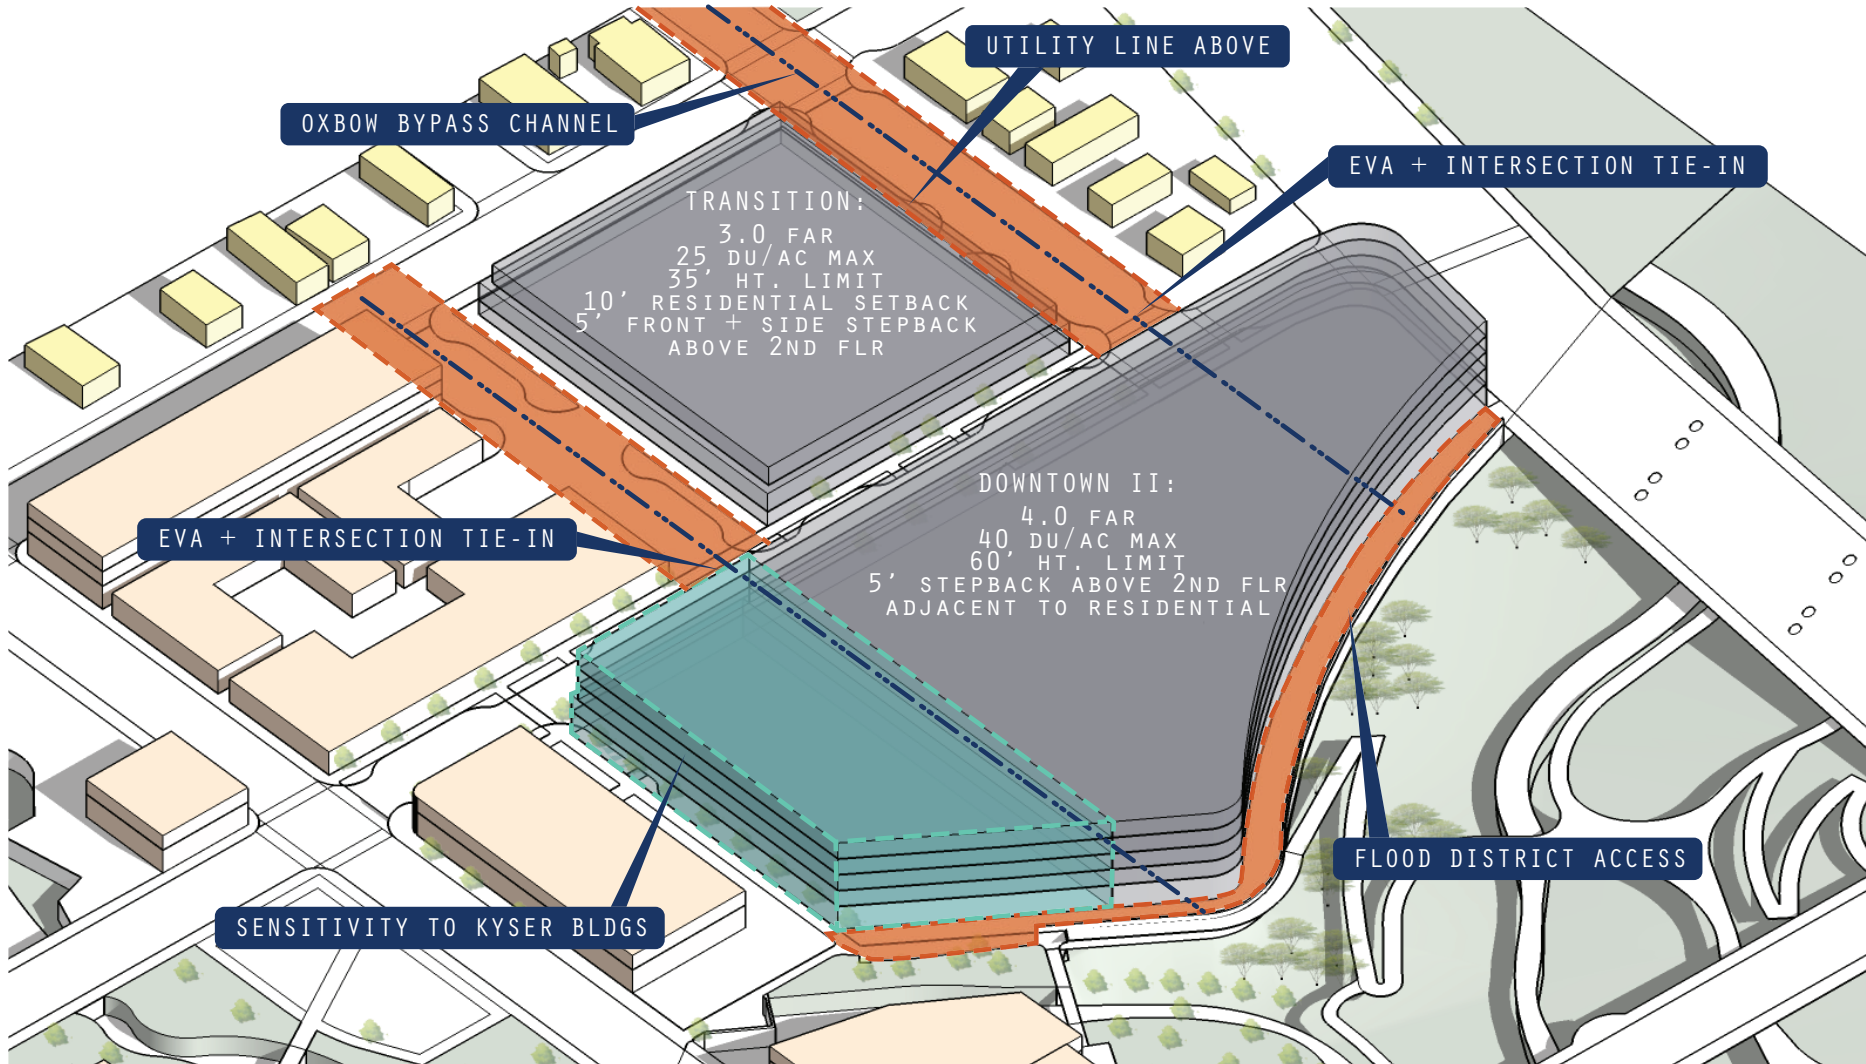 UTILITY LINE ABOVE
OXBOW BYPASS CHANNEL
EVA + INTERSECTION TIE-IN
TRANSITION:
3.0 FAR
25 DU/AC MAX
35' HT. LIMIT
10' RESIDENTIAL SETBACK
5' FRONT + SIDE STEPBACK
ABOVE 2ND FLR
DOWNTOWN II:
4.0 FAR
40 DU/AC MAX
60' HT. LIMIT
5' STEPBACK ABOVE 2ND FLR
ADJACENT TO RESIDENTIAL
EVA + INTERSECTION TIE-IN
FLOOD DISTRICT ACCESS
SENSITIVITY TO KYSER BLDGS